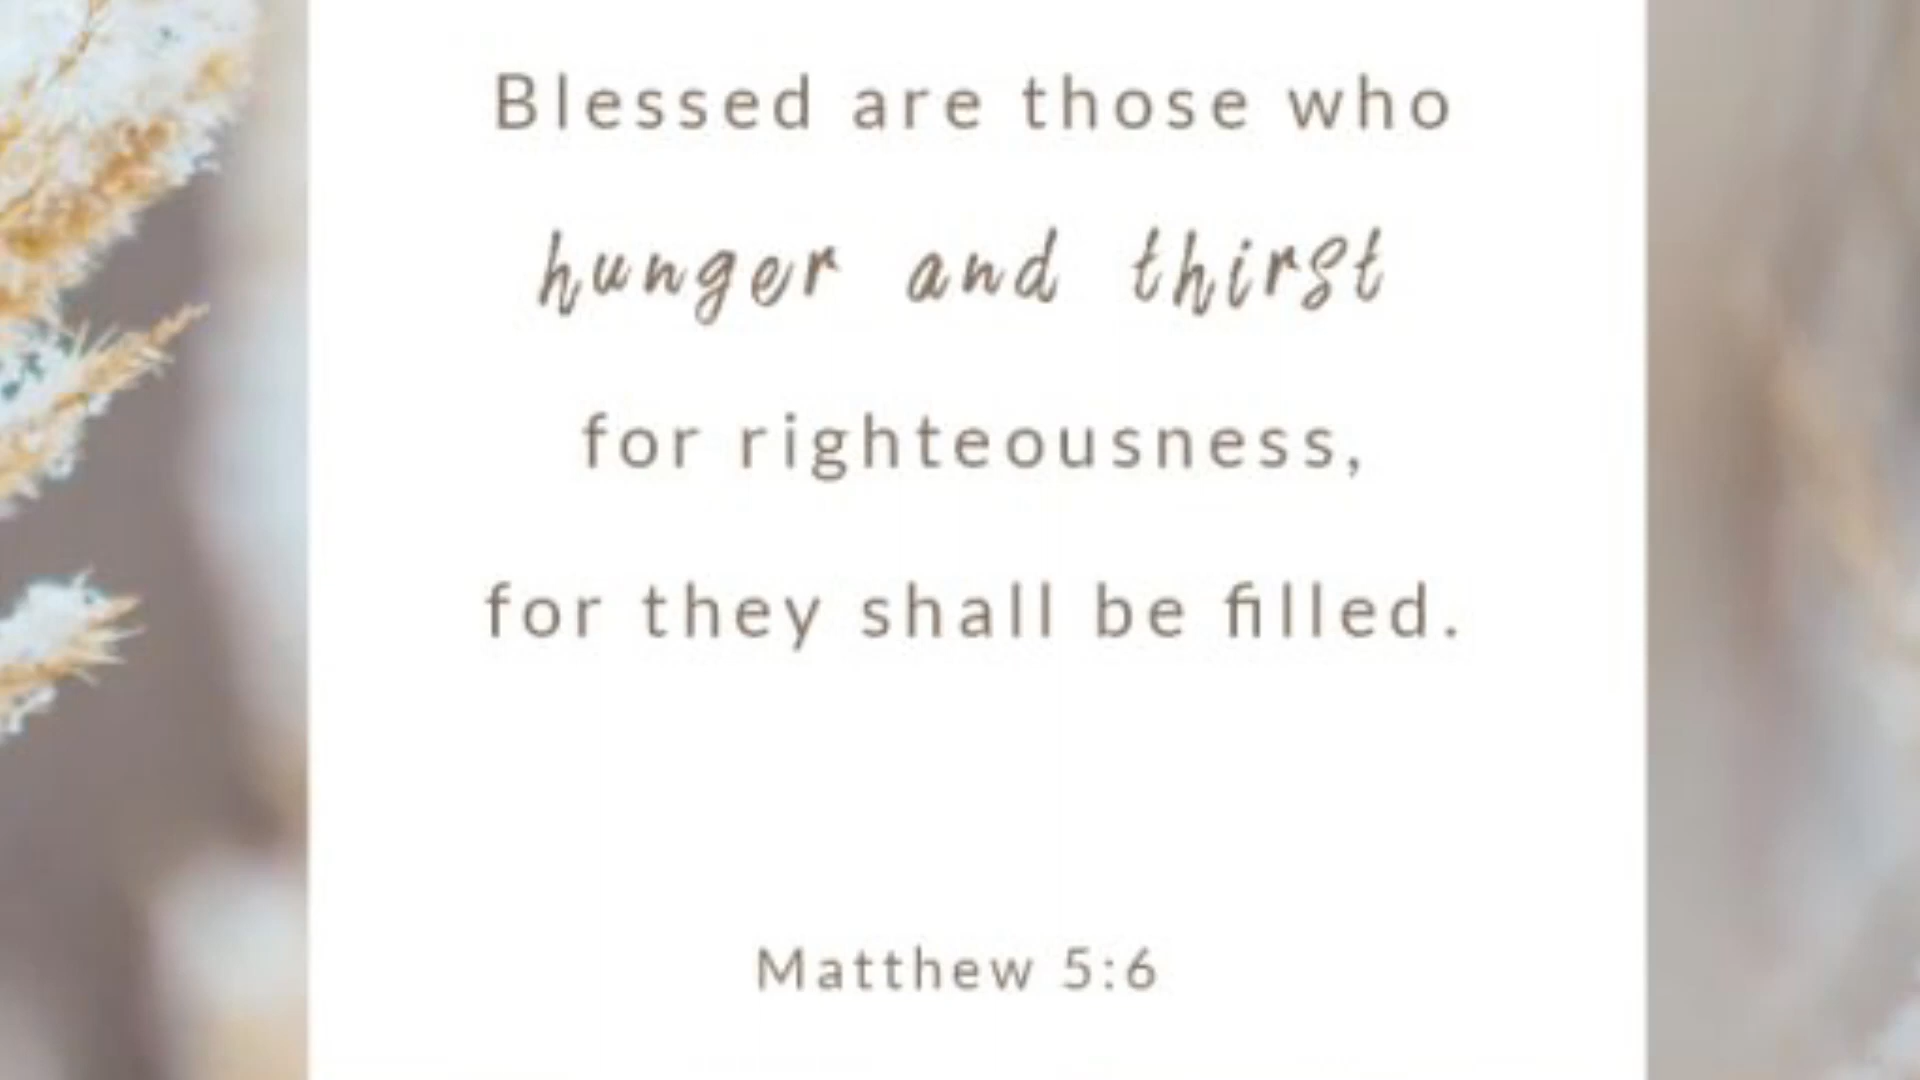 Blessed are those who
hunger and thirst
for righteousness,
for they shall be filled.
Matthew 5:6